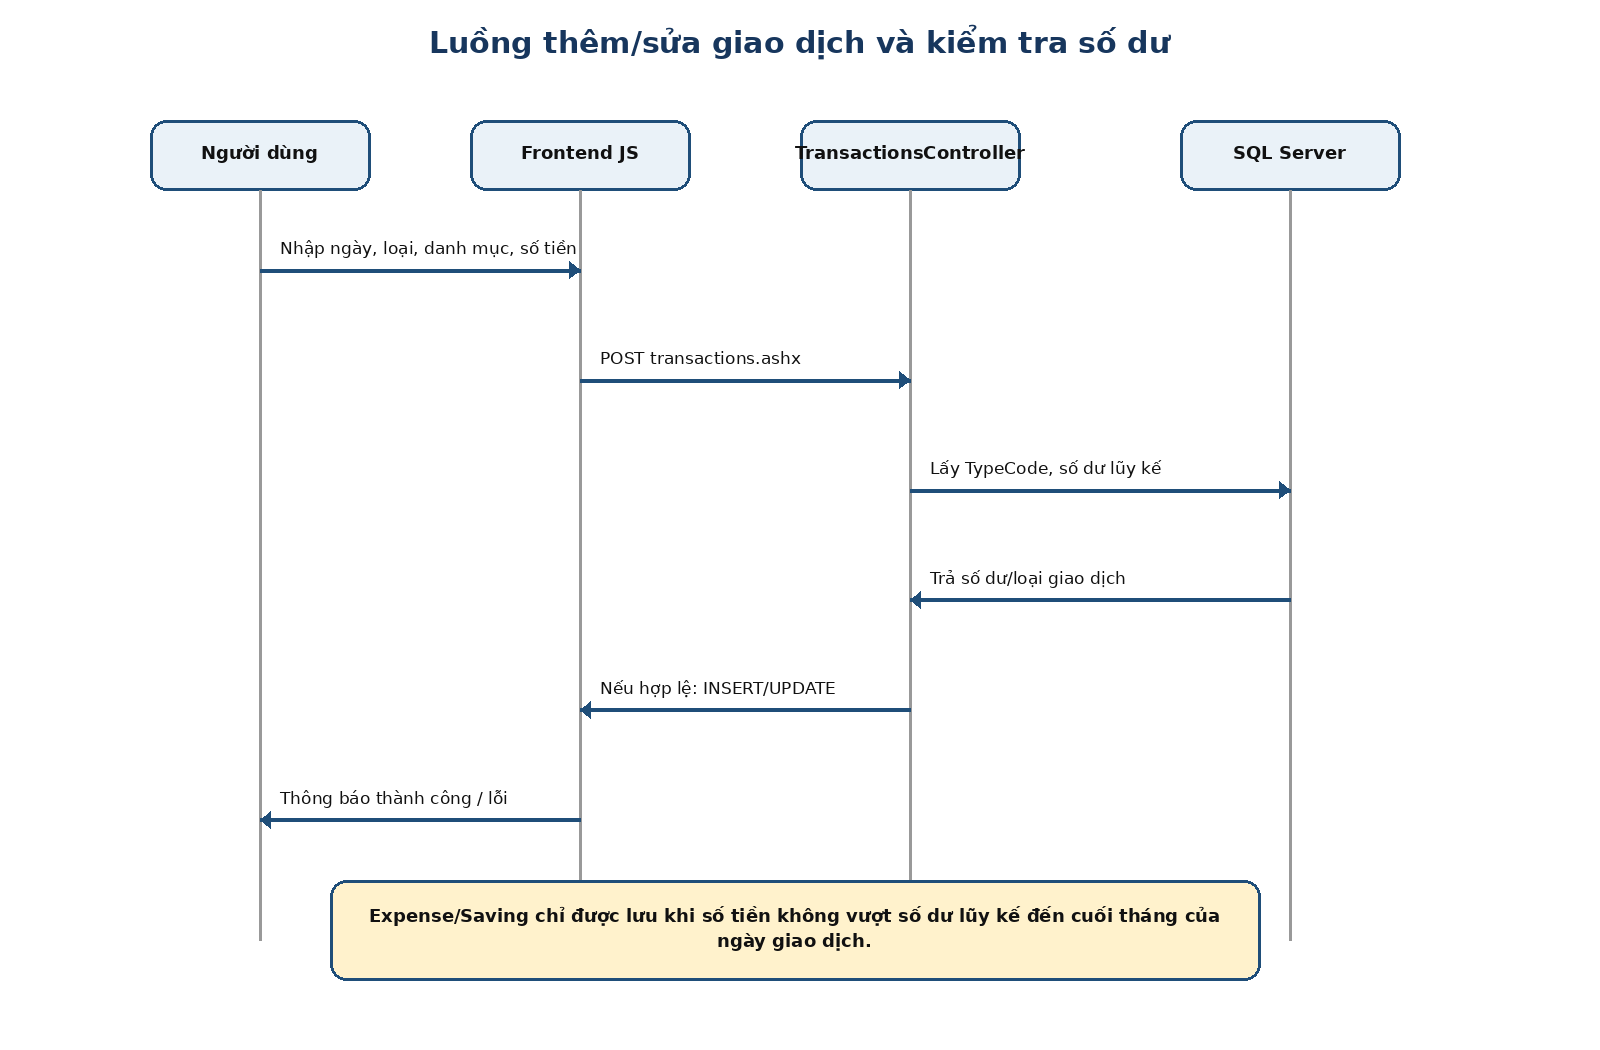 Luồng thêm/sửa giao dịch và kiểm tra số dư
Người dùng
Frontend JS
TransactionsController
SQL Server
Nhập ngày, loại, danh mục, số tiền
POST transactions.ashx
Lấy TypeCode, số dư lũy kế
Trả số dư/loại giao dịch
Nếu hợp lệ: INSERT/UPDATE
Thông báo thành công / lỗi
Expense/Saving chỉ được lưu khi số tiền không vượt số dư lũy kế đến cuối tháng của
ngày giao dịch.